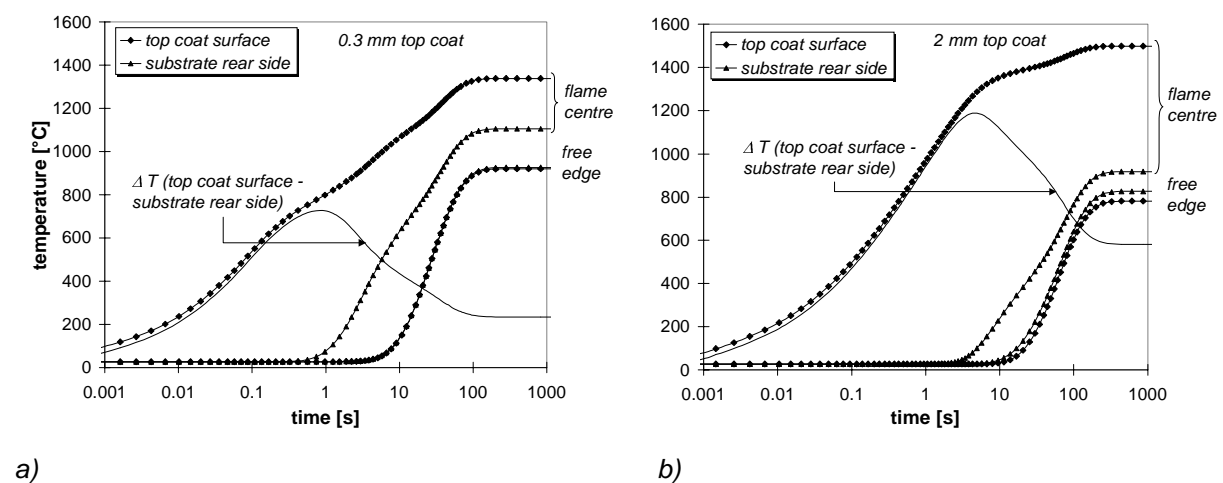 1600
1400
1200
1000
800
600
400
200
0
temperature [°C]
top coat surface
substrate rear side
0.3 mm top coat
flame
centre
free
edge
Δ T (top coat surface -
substrate rear side)
0.001 0.01 0.1 1 10 100 1000
time [s]
a)
1600
1400
1200
1000
800
600
400
200
0
top coat surface
substrate rear side
2 mm top coat
flame
centre
Δ T (top coat surface -
substrate rear side)
free
edge
0.001 0.01 0.1 1 10 100 1000
time [s]
b)